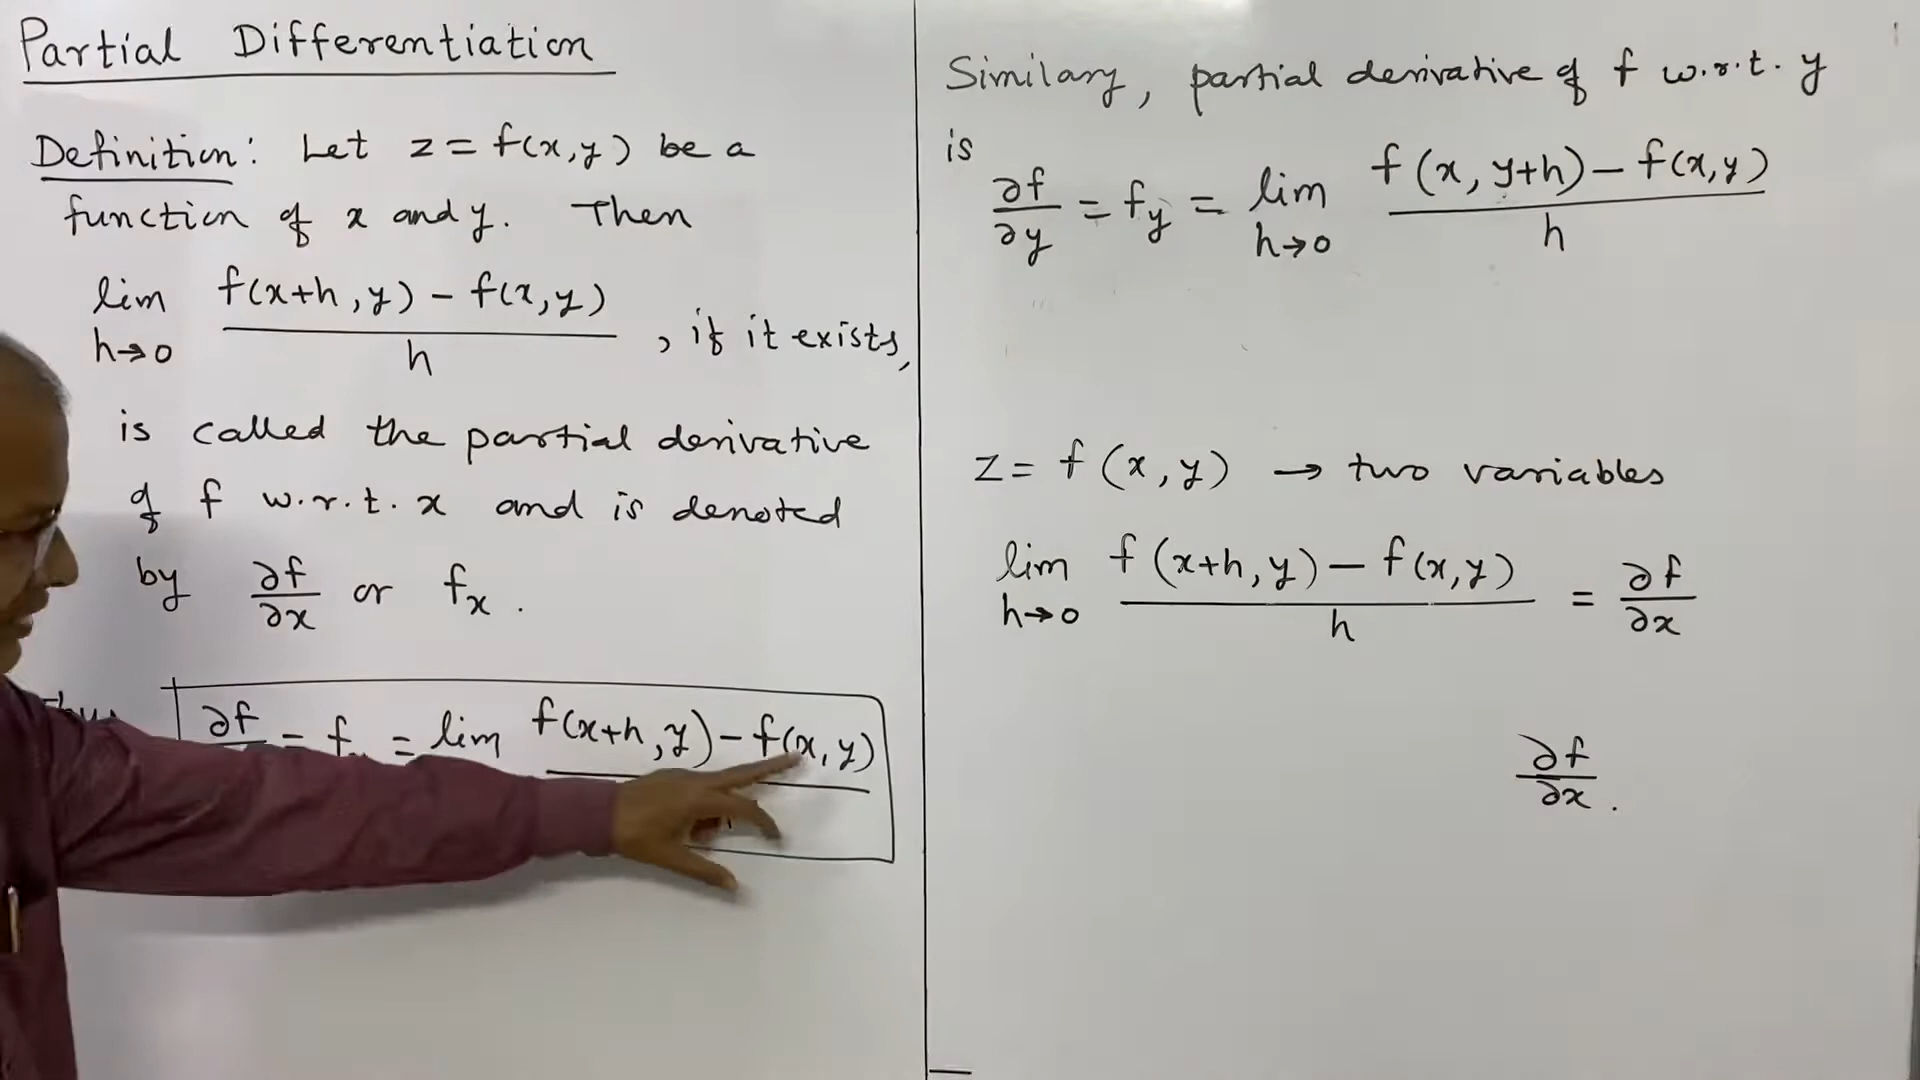 Partial Differentiation
Definition: Let z = f(x,y) be a
function of x and y. Then
lim f(x+h,y) - f(x,y)
h→0 h , if it exists,
is called the partial derivative
of f w.r.t. x and is denoted
by ∂f/∂x or fx .
∂f = f = lim f(x+h,y) - f(x,y)
Similary, partial derivative of f w.r.t. y
is
∂f/∂y = fy = lim h→0 f(x, y+h) - f(x,y) / h
z = f(x,y) → two variables
lim h→0 f(x+h,y) - f(x,y) / h = ∂f/∂x
∂f/∂x .